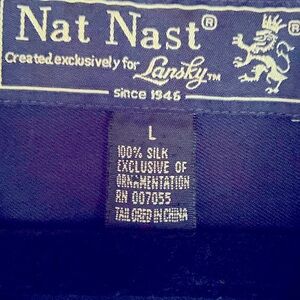 Nat Nast®
Created exclusively for Lansky™
Since 1946
L
100% SILK
EXCLUSIVE OF
ORNAMENTATION
RN 007055
TAILORED IN CHINA